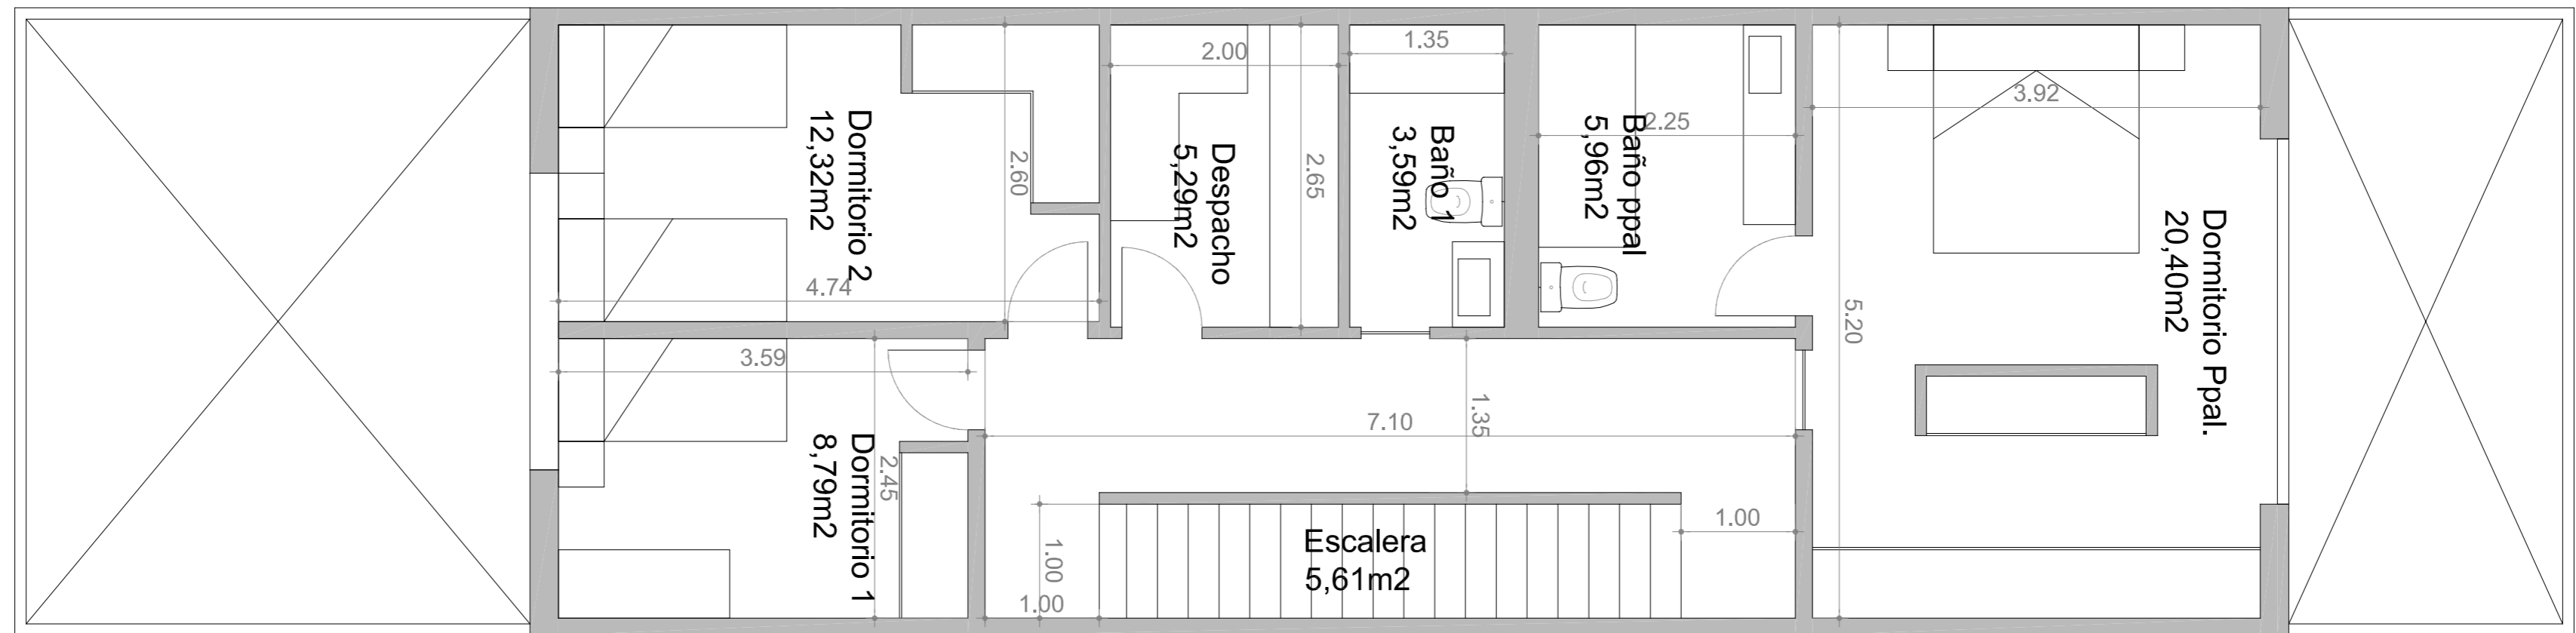 Dormitorio 2
12,32m2
2.60
4.74
Despacho
5,29m2
2.00
2.65
Baño 1
3,59m2
1.35
Baño ppal
5,96m2
2.25
Dormitorio Ppal.
20,40m2
3.92
5.20
Dormitorio 1
8,79m2
3.59
2.45
7.10
1.35
Escalera
5,61m2
1.00
1.00
1.00